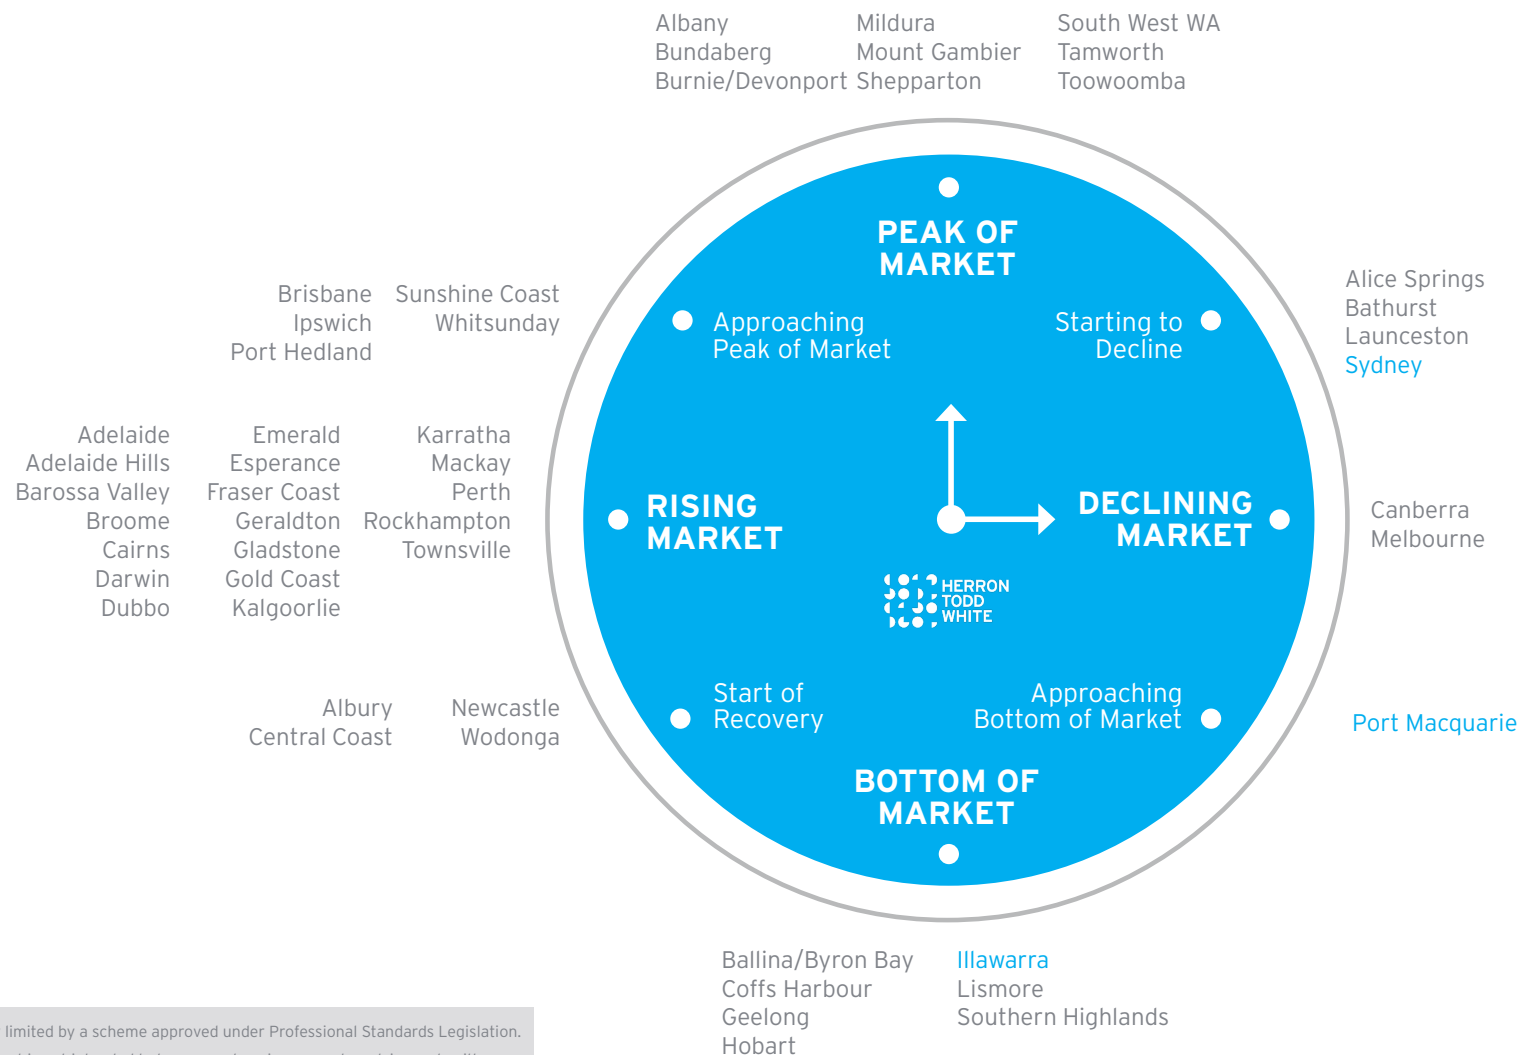 Albany
Bundaberg
Burnie/Devonport
Mildura
Mount Gambier
Shepparton
South West WA
Tamworth
Toowoomba
PEAK OF
MARKET
Brisbane
Ipswich
Port Hedland
Sunshine Coast
Whitsunday
Approaching
Peak of Market
Starting to
Decline
Alice Springs
Bathurst
Launceston
Sydney
Adelaide
Adelaide Hills
Barossa Valley
Broome
Cairns
Darwin
Dubbo
Emerald
Esperance
Fraser Coast
Geraldton
Gladstone
Gold Coast
Kalgoorlie
Karratha
Mackay
Perth
Rockhampton
Townsville
RISING
MARKET
DECLINING
MARKET
Canberra
Melbourne
HERRON
TODD
WHITE
Albury
Central Coast
Newcastle
Wodonga
Start of
Recovery
Approaching
Bottom of Market
Port Macquarie
BOTTOM OF
MARKET
Ballina/Byron Bay
Coffs Harbour
Geelong
Hobart
Illawarra
Lismore
Southern Highlands
limited by a scheme approved under Professional Standards Legislation.